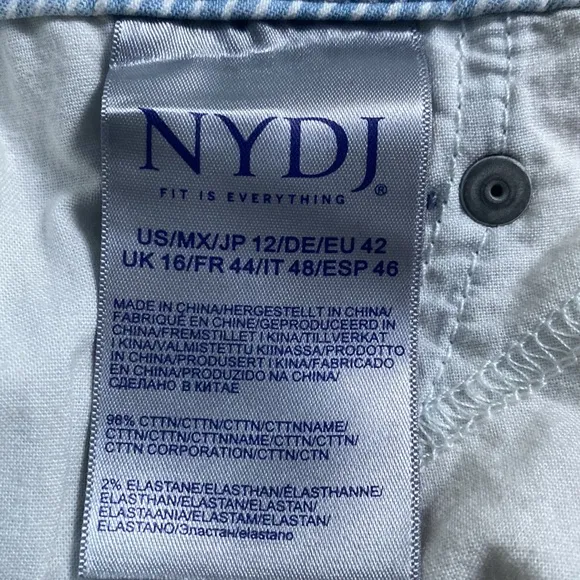 NYDJ®
FIT IS EVERYTHING
US/MX/JP 12/DE/EU 42
UK 16/FR 44/IT 48/ESP 46
MADE IN CHINA/HERGESTELLT IN CHINA/
FABRIQUÉ EN CHINE/GEPRODUCEERD IN
CHINA/FREMSTILLET I KINA/TILLVERKAT
I KINA/VALMISTETTU KIINASSA/PRODOTTO
IN CHINA/PRODUSERT I KINA/FABRICADO
EN CHINA/PRODUZIDO NA CHINA/
СДЕЛАНО В КИТАЕ
98% CTTN/CTTN/CTTN/CTTNNAME/
CTTN/CTTN/CTTNNAME/CTTN/CTTN/
CTTN CORPORATION/CTTN/CTN
2% ELASTANE/ELASTHAN/ÉLASTHANNE/
ELASTHAN/ELASTAN/ELASTAN/
ELASTAANIA/ELASTAM/ELASTAN/
ELASTANO/Эластан/elastano